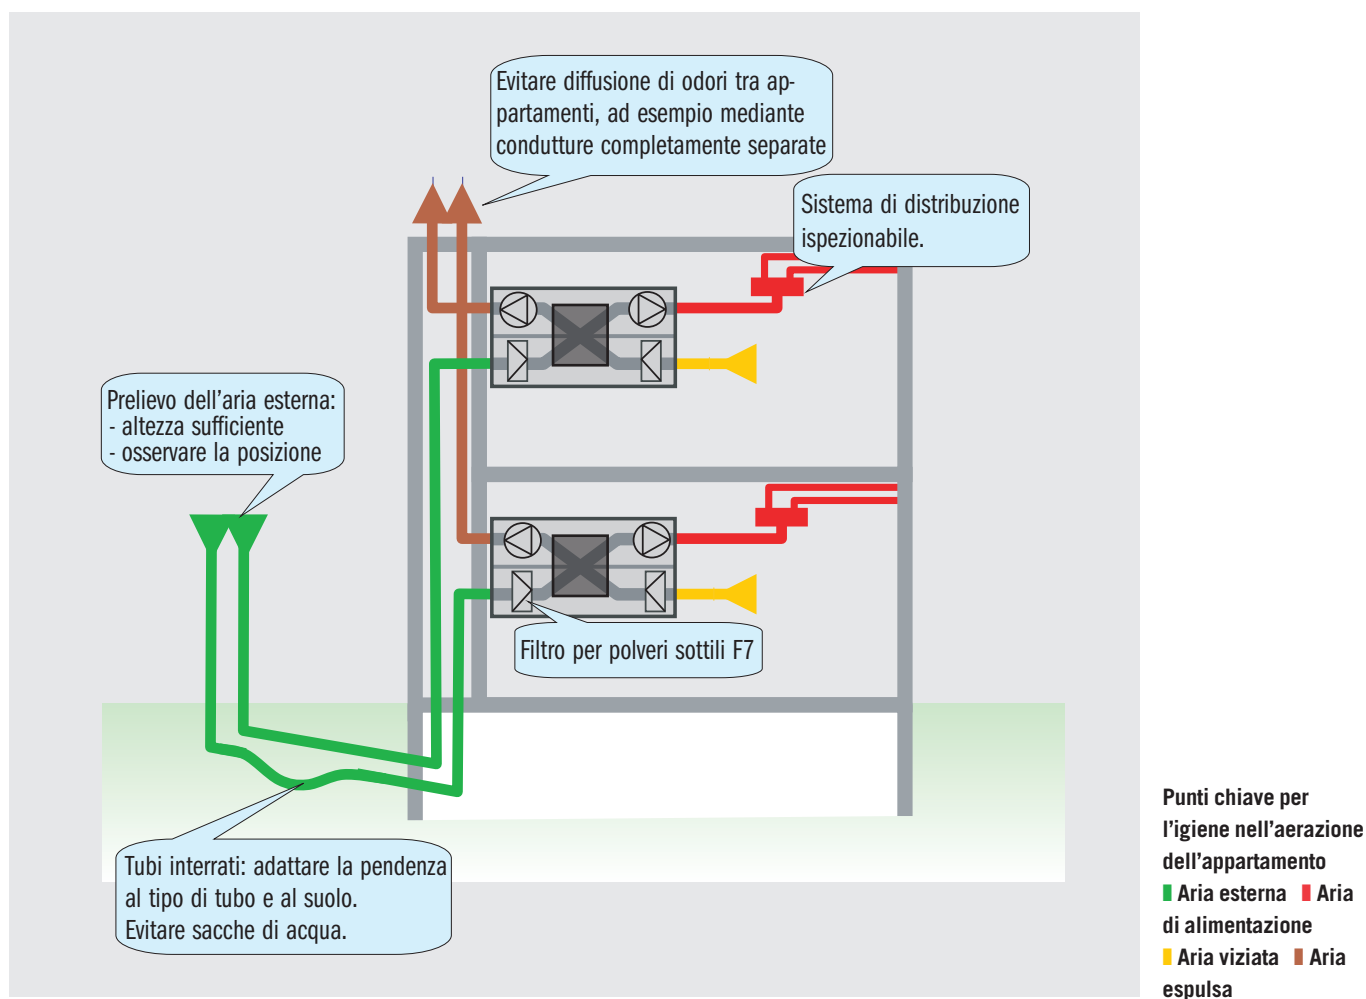 Evitare diffusione di odori tra ap-
partamenti, ad esempio mediante
condutture completamente separate
Sistema di distribuzione
ispezionabile.
Prelievo dell'aria esterna:
- altezza sufficiente
- osservare la posizione
Filtro per polveri sottili F7
Tubi interrati: adattare la pendenza
al tipo di tubo e al suolo.
Evitare sacche di acqua.
Punti chiave per
l'igiene nell'aerazione
dell'appartamento
Aria esterna Aria
di alimentazione
Aria viziata Aria
espulsa